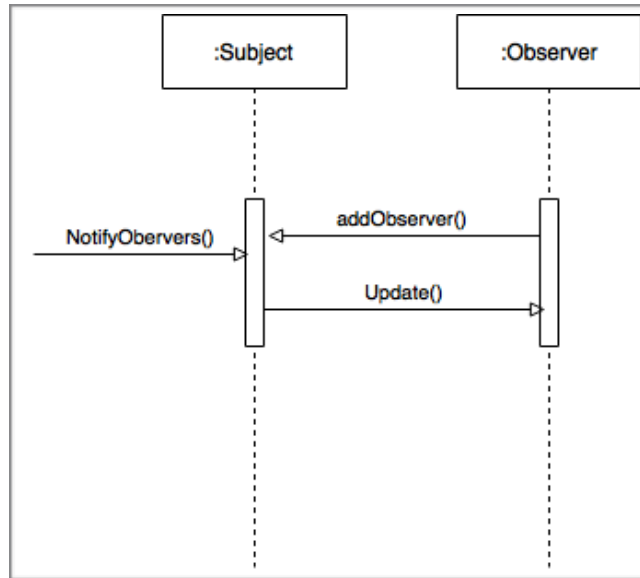 :Subject
:Observer
addObserver()
NotifyObervers()
Update()